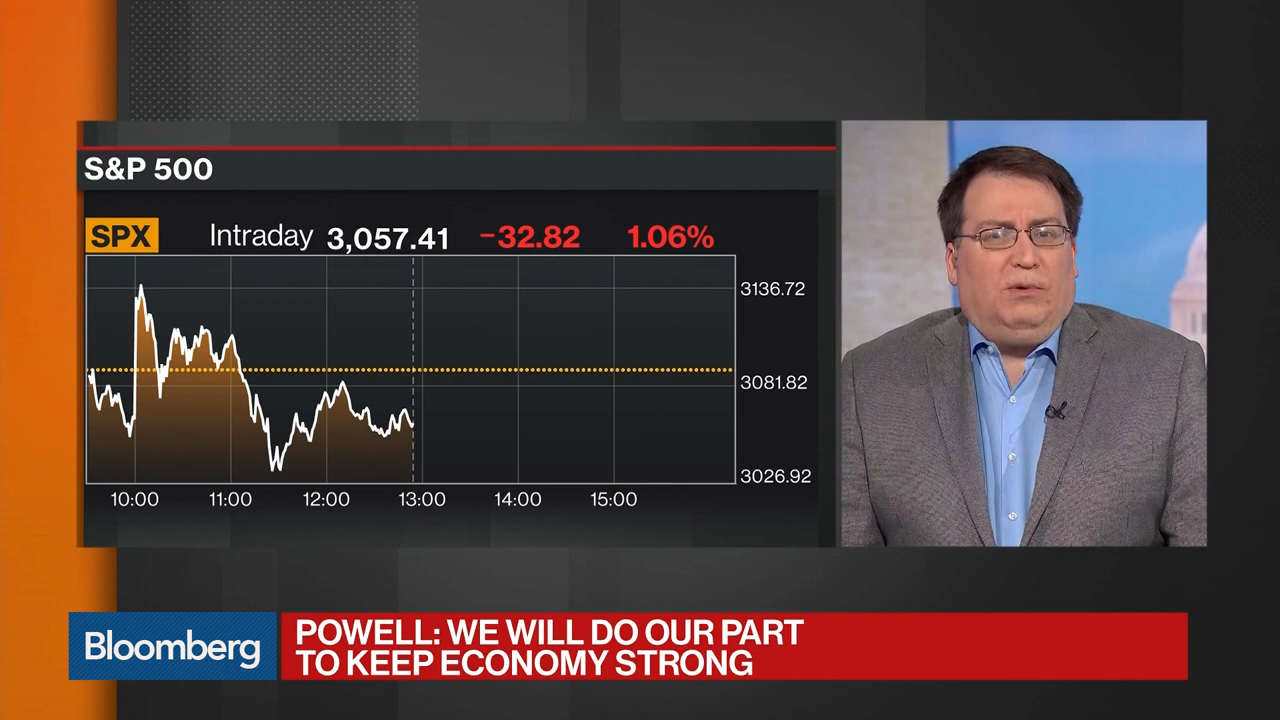 S&P 500
SPX Intraday 3,057.41 −32.82 1.06%
3136.72
3081.82
3026.92
10:00 11:00 12:00 13:00 14:00 15:00
Bloomberg
POWELL: WE WILL DO OUR PART
TO KEEP ECONOMY STRONG